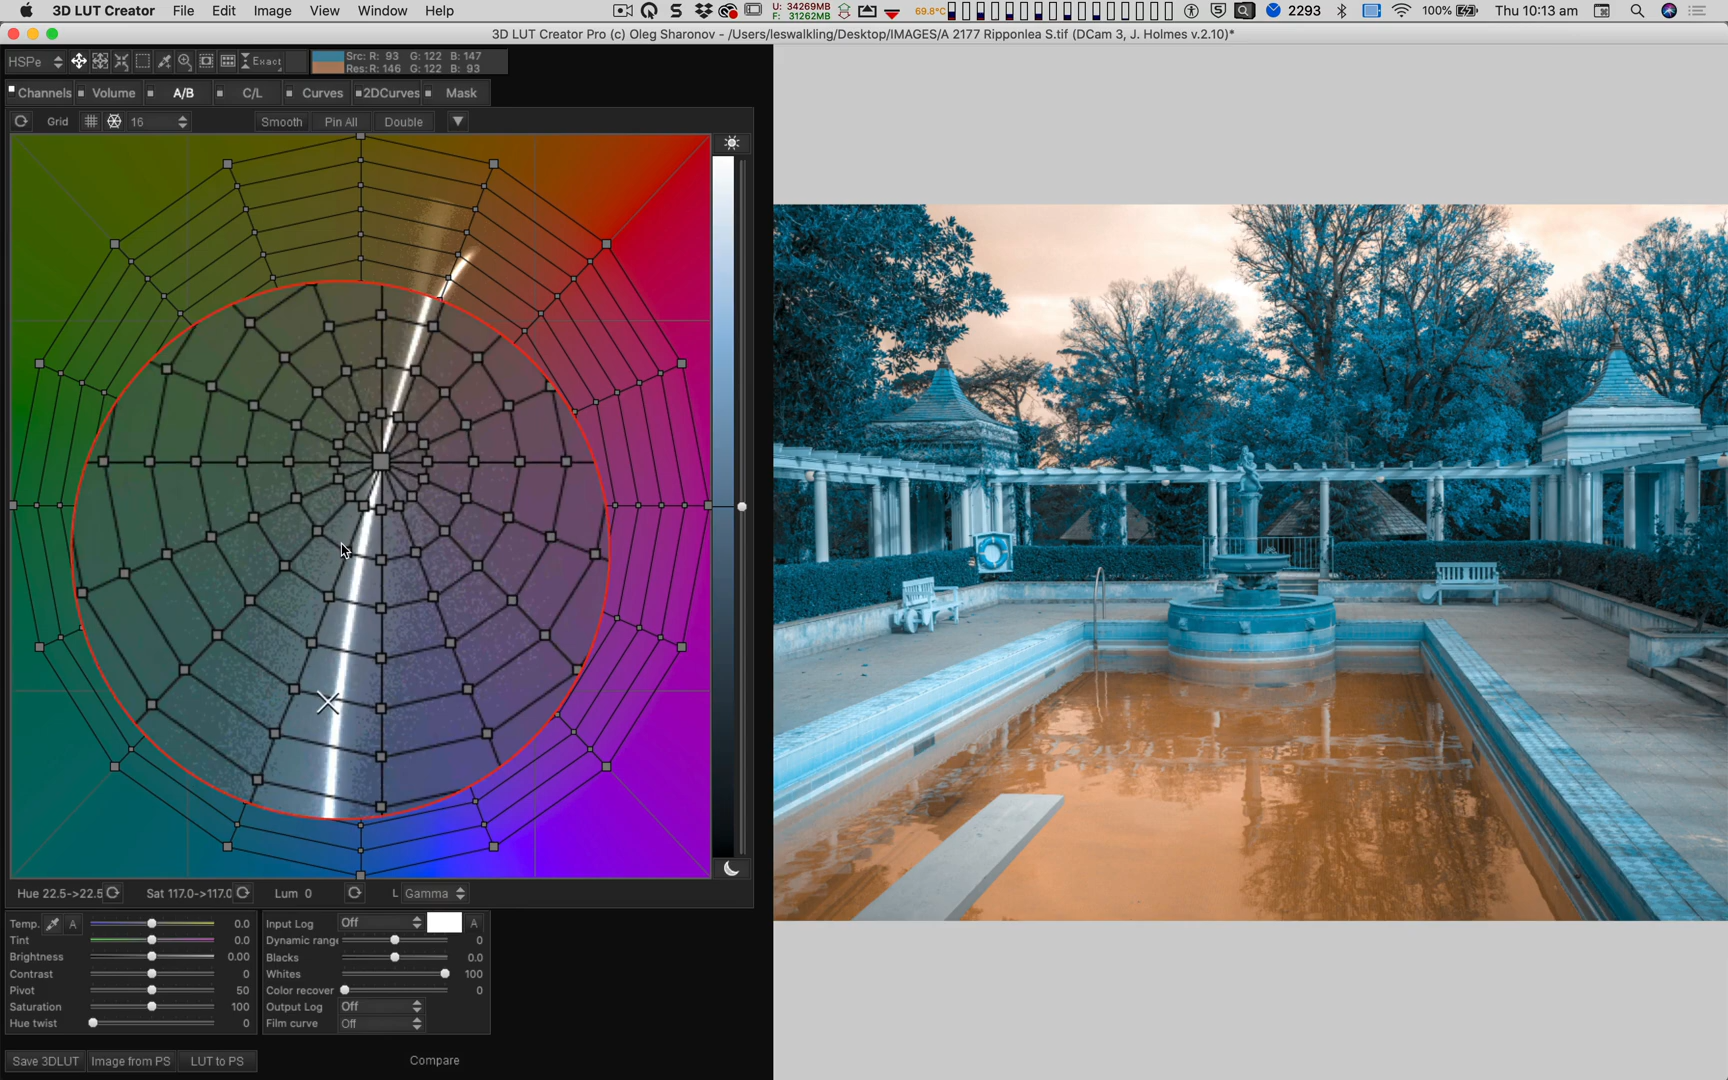 3D LUT Creator File Edit Image View Window Help U: 34269MB F: 31262MB 69.8°C 5 2293 100% Thu 10:13 am
3D LUT Creator Pro (c) Oleg Sharonov - /Users/leswalkling/Desktop/IMAGES/A 2177 Ripponlea S.tif (DCam 3, J. Holmes v.2.10)*
HSPe Exact Src: R: 93 G: 122 B: 147
Res: R: 146 G: 122 B: 93
Channels Volume A/B C/L Curves 2DCurves Mask
Grid 16 Smooth Pin All Double
Hue 22.5->22.5 Sat 117.0->117.0 Lum 0 L Gamma
Temp. A 0.0 Input Log Off A
Tint 0.0 Dynamic range 0
Brightness 0.00 Blacks 0.0
Contrast 0 Whites 100
Pivot 50 Color recover 0
Saturation 100 Output Log Off
Hue twist 0 Film curve Off
Save 3DLUT Image from PS LUT to PS Compare